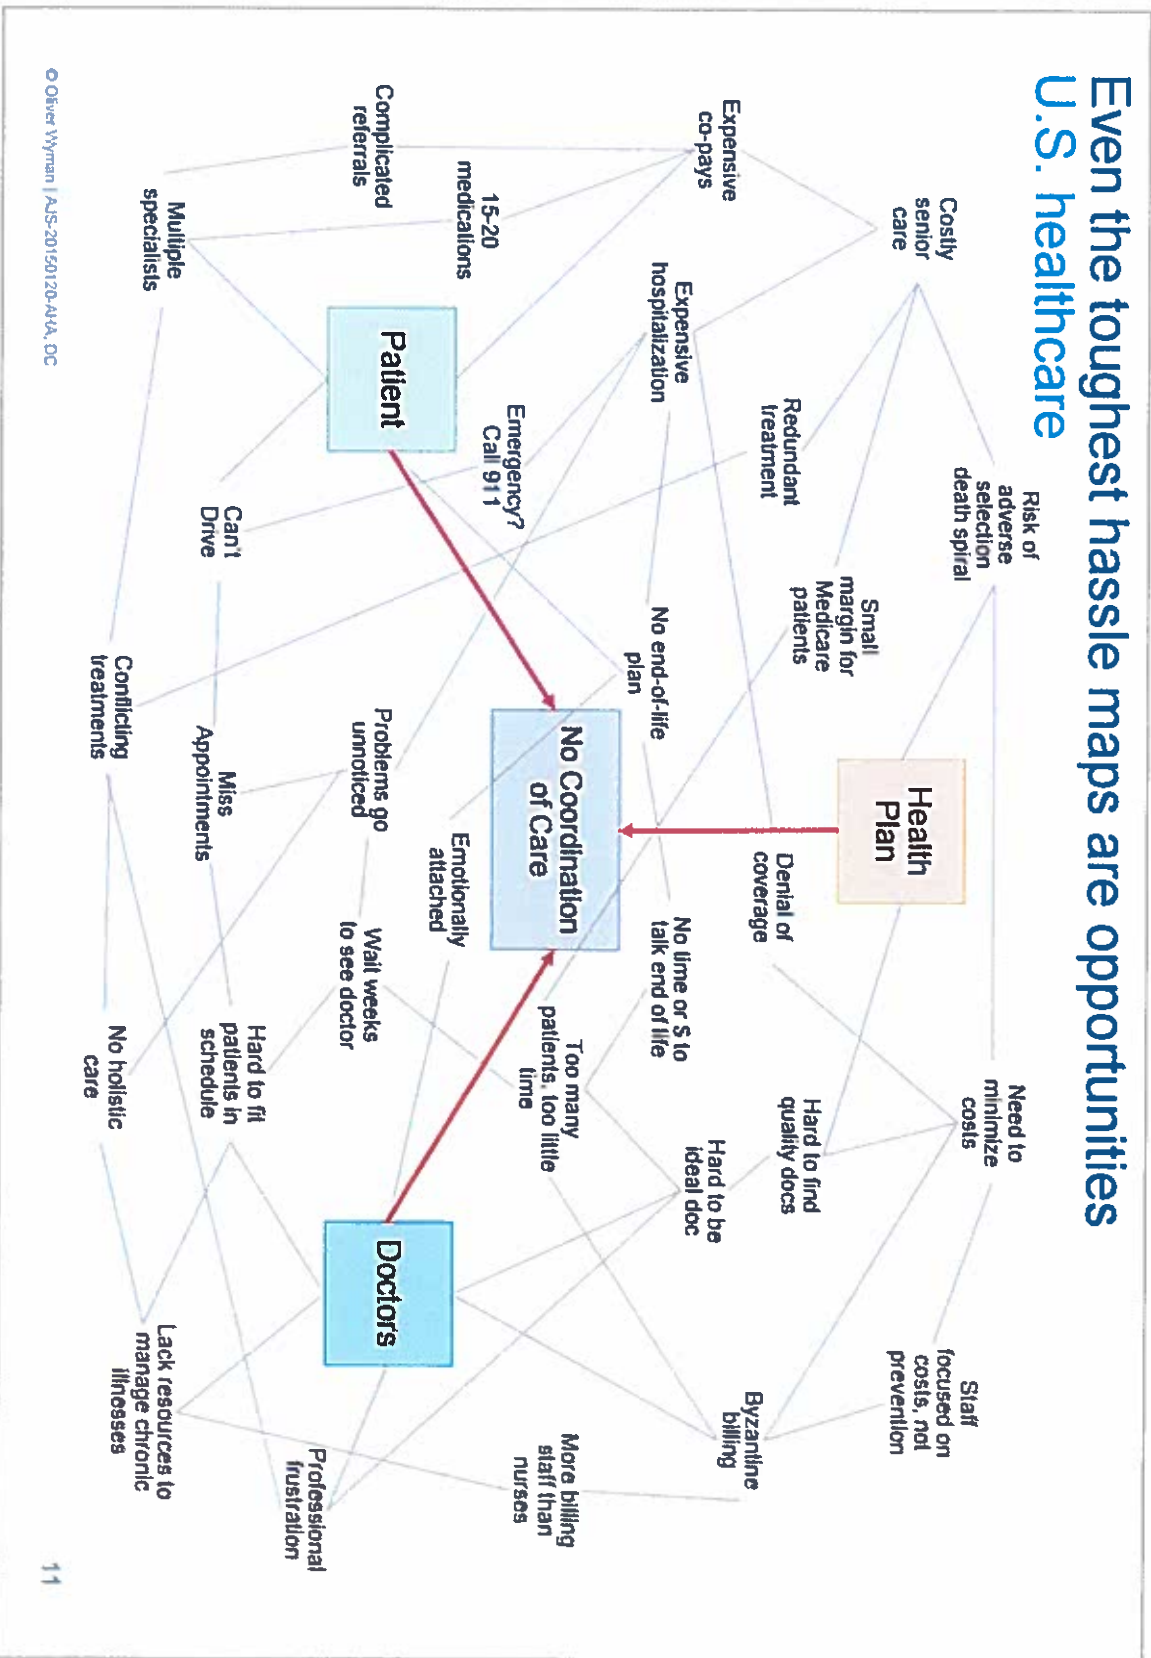 Even the toughest hassle maps are opportunities
U.S. healthcare
Costly
senior
care
Risk of
adverse
selection
death spiral
Need to
minimize
costs
Staff
focused on
costs, not
prevention
Small
margin for
Medicare
patients
Health
Plan
Expensive
co-pays
Redundant
treatment
Denial of
coverage
Hard to find
quality docs
Byzantine
billing
Expensive
hospitalization
No end-of-life
plan
No time or $ to
talk end of life
Hard to be
ideal doc
15-20
medications
Emergency?
Call 911
No Coordination
of Care
Too many
patients, too little
time
More billing
staff than
nurses
Complicated
referrals
Patient
Problems go
unnoticed
Emotionally
attached
Wait weeks
to see doctor
Doctors
Professional
frustration
Multiple
specialists
Can't
Drive
Miss
Appointments
Hard to fit
patients in
schedule
Conflicting
treatments
No holistic
care
Lack resources to
manage chronic
illnesses
© Oliver Wyman | AJS-20150120-AHA, DC
11